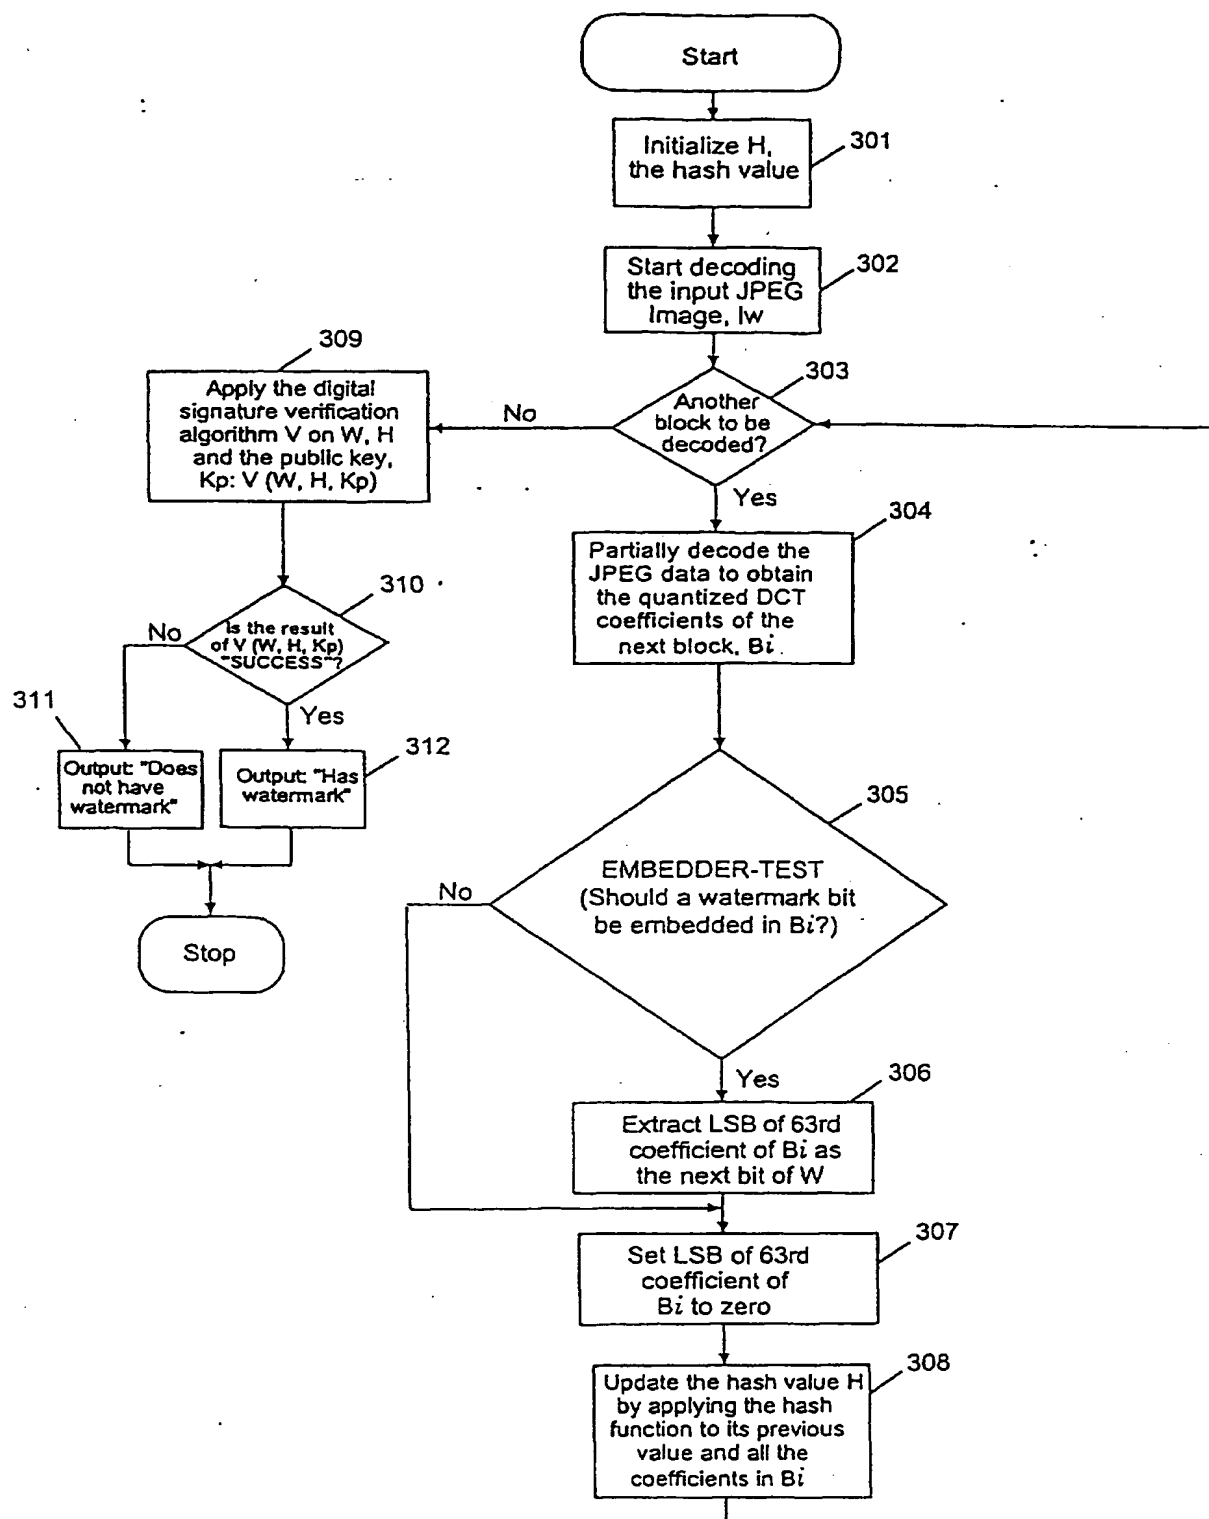 Start
Initialize H,
the hash value
301
Start decoding
the input JPEG
Image, Iw
302
303
Another
block to be
decoded?
No
Yes
309
Apply the digital
signature verification
algorithm V on W, H
and the public key,
Kp: V (W, H, Kp)
304
Partially decode the
JPEG data to obtain
the quantized DCT
coefficients of the
next block, Bi.
310
Is the result
of V (W, H, Kp)
"SUCCESS"?
No
Yes
311
Output: "Does
not have
watermark"
312
Output: "Has
watermark"
Stop
305
EMBEDDER-TEST
(Should a watermark bit
be embedded in Bi?)
No
Yes
306
Extract LSB of 63rd
coefficient of Bi as
the next bit of W
307
Set LSB of 63rd
coefficient of
Bi to zero
308
Update the hash value H
by applying the hash
function to its previous
value and all the
coefficients in Bi